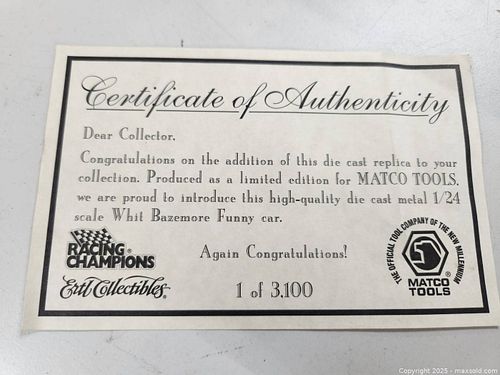 Certificate of Authenticity
Dear Collector,
Congratulations on the addition of this die cast replica to your
collection. Produced as a limited edition for MATCO TOOLS,
we are proud to introduce this high-quality die cast metal 1/24
scale Whit Bazemore Funny car.
Again Congratulations!
RACING
CHAMPIONS
Ertl Collectibles®
1 of 3,100
THE OFFICIAL TOOL COMPANY OF THE NEW MILLENNIUM
MATCO®
TOOLS
Copyright 2025 - maxsold.com